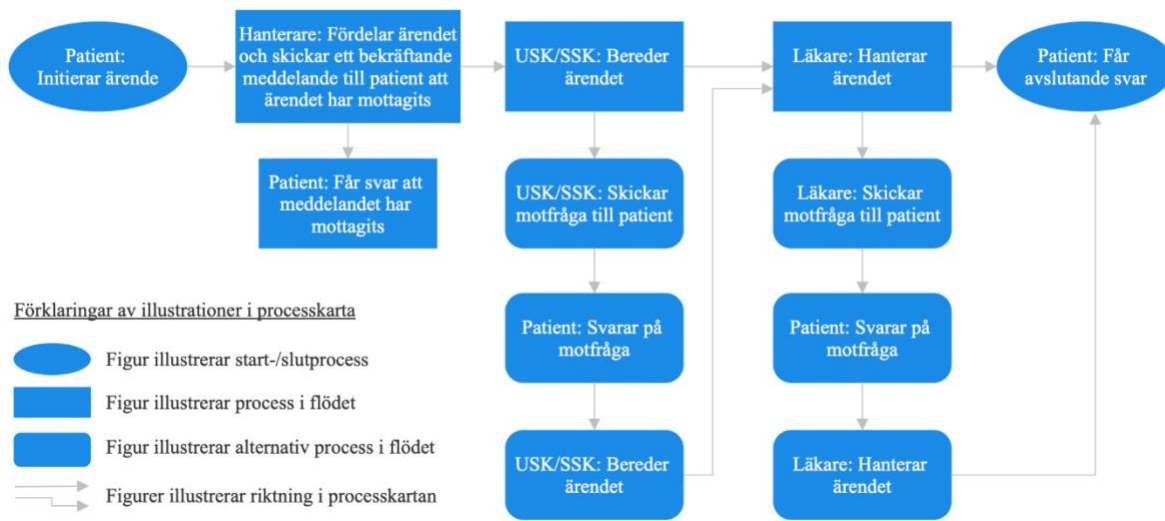 Patient:
Initierar ärende
Hanterare: Fördelar ärendet
och skickar ett bekräftande
meddelande till patient att
ärendet har mottagits
USK/SSK: Bereder
ärendet
Läkare: Hanterar
ärendet
Patient: Får
avslutande svar
Patient: Får svar att
meddelandet har
mottagits
USK/SSK: Skickar
motfråga till patient
Läkare: Skickar
motfråga till patient
Patient: Svarar på
motfråga
Patient: Svarar på
motfråga
USK/SSK: Bereder
ärendet
Läkare: Hanterar
ärendet
Förklaringar av illustrationer i processkarta
Figur illustrerar start-/slutprocess
Figur illustrerar process i flödet
Figur illustrerar alternativ process i flödet
Figurer illustrerar riktning i processkartan